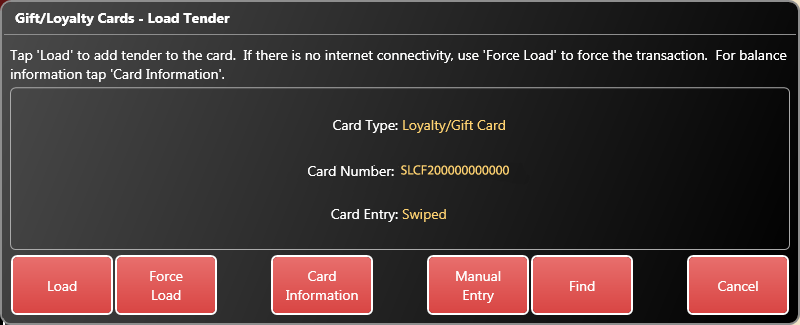 Gift/Loyalty Cards - Load Tender
Tap 'Load' to add tender to the card.  If there is no internet connectivity, use 'Force Load' to force the transaction.  For balance
information tap 'Card Information'.
Card Type: Loyalty/Gift Card
Card Number: SLCF200000000000
Card Entry: Swiped
Load
Force
Load
Card
Information
Manual
Entry
Find
Cancel